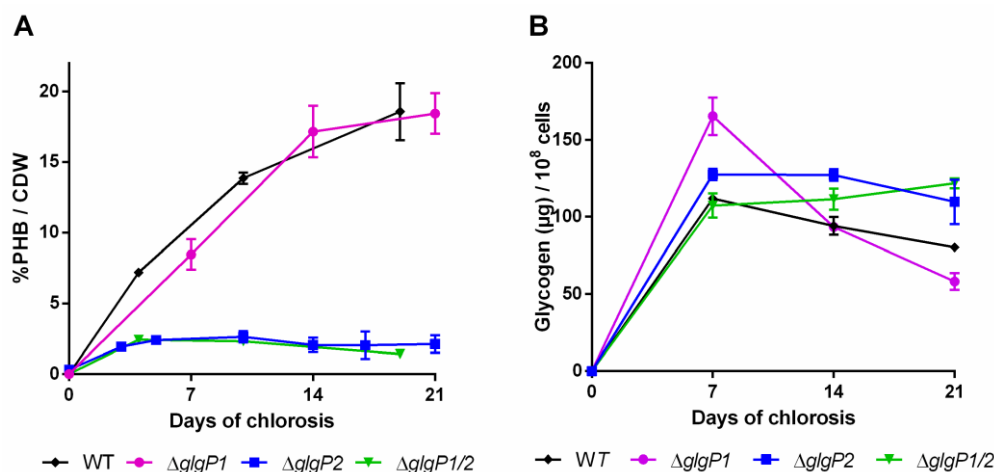 A
%PHB / CDW
20
15
10
5
0
0 7 14 21
Days of chlorosis
WT ΔglgP1 ΔglgP2 ΔglgP1/2
B
Glycogen (µg) / 10⁸ cells
200
150
100
50
0
0 7 14 21
Days of chlorosis
WT ΔglgP1 ΔglgP2 ΔglgP1/2